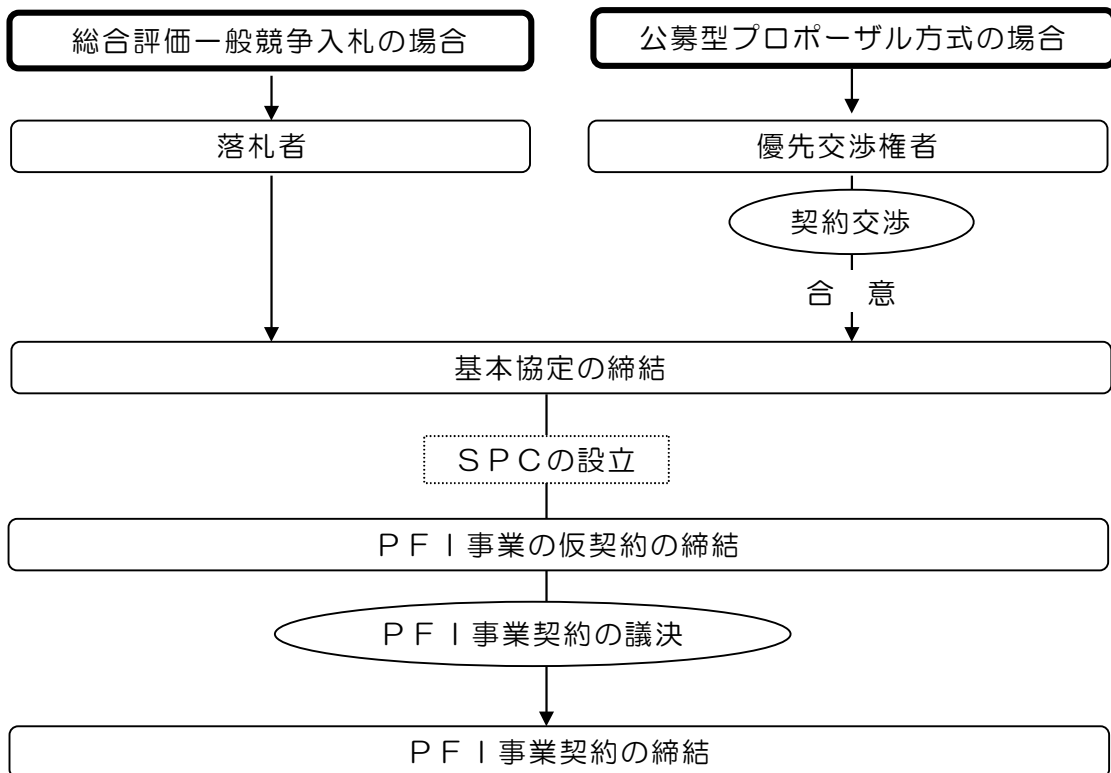 総合評価一般競争入札の場合
公募型プロポーザル方式の場合
落札者
優先交渉権者
契約交渉
合　意
基本協定の締結
ＳＰＣの設立
ＰＦＩ事業の仮契約の締結
ＰＦＩ事業契約の議決
ＰＦＩ事業契約の締結